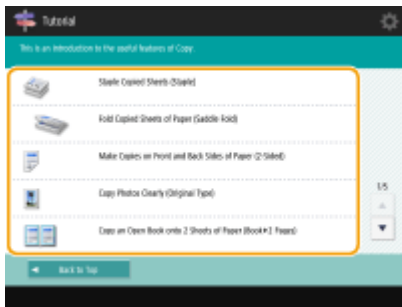 Tutorial
This is an introduction to the useful features of Copy.
Staple Copied Sheets (Staple)
Fold Copied Sheets of Paper (Saddle Fold)
Make Copies on Front and Back Sides of Paper (2-Sided)
Copy Photos Clearly (Original Type)
Copy an Open Book onto 2 Sheets of Paper (Book▸2 Pages)
1/5
Back to Top